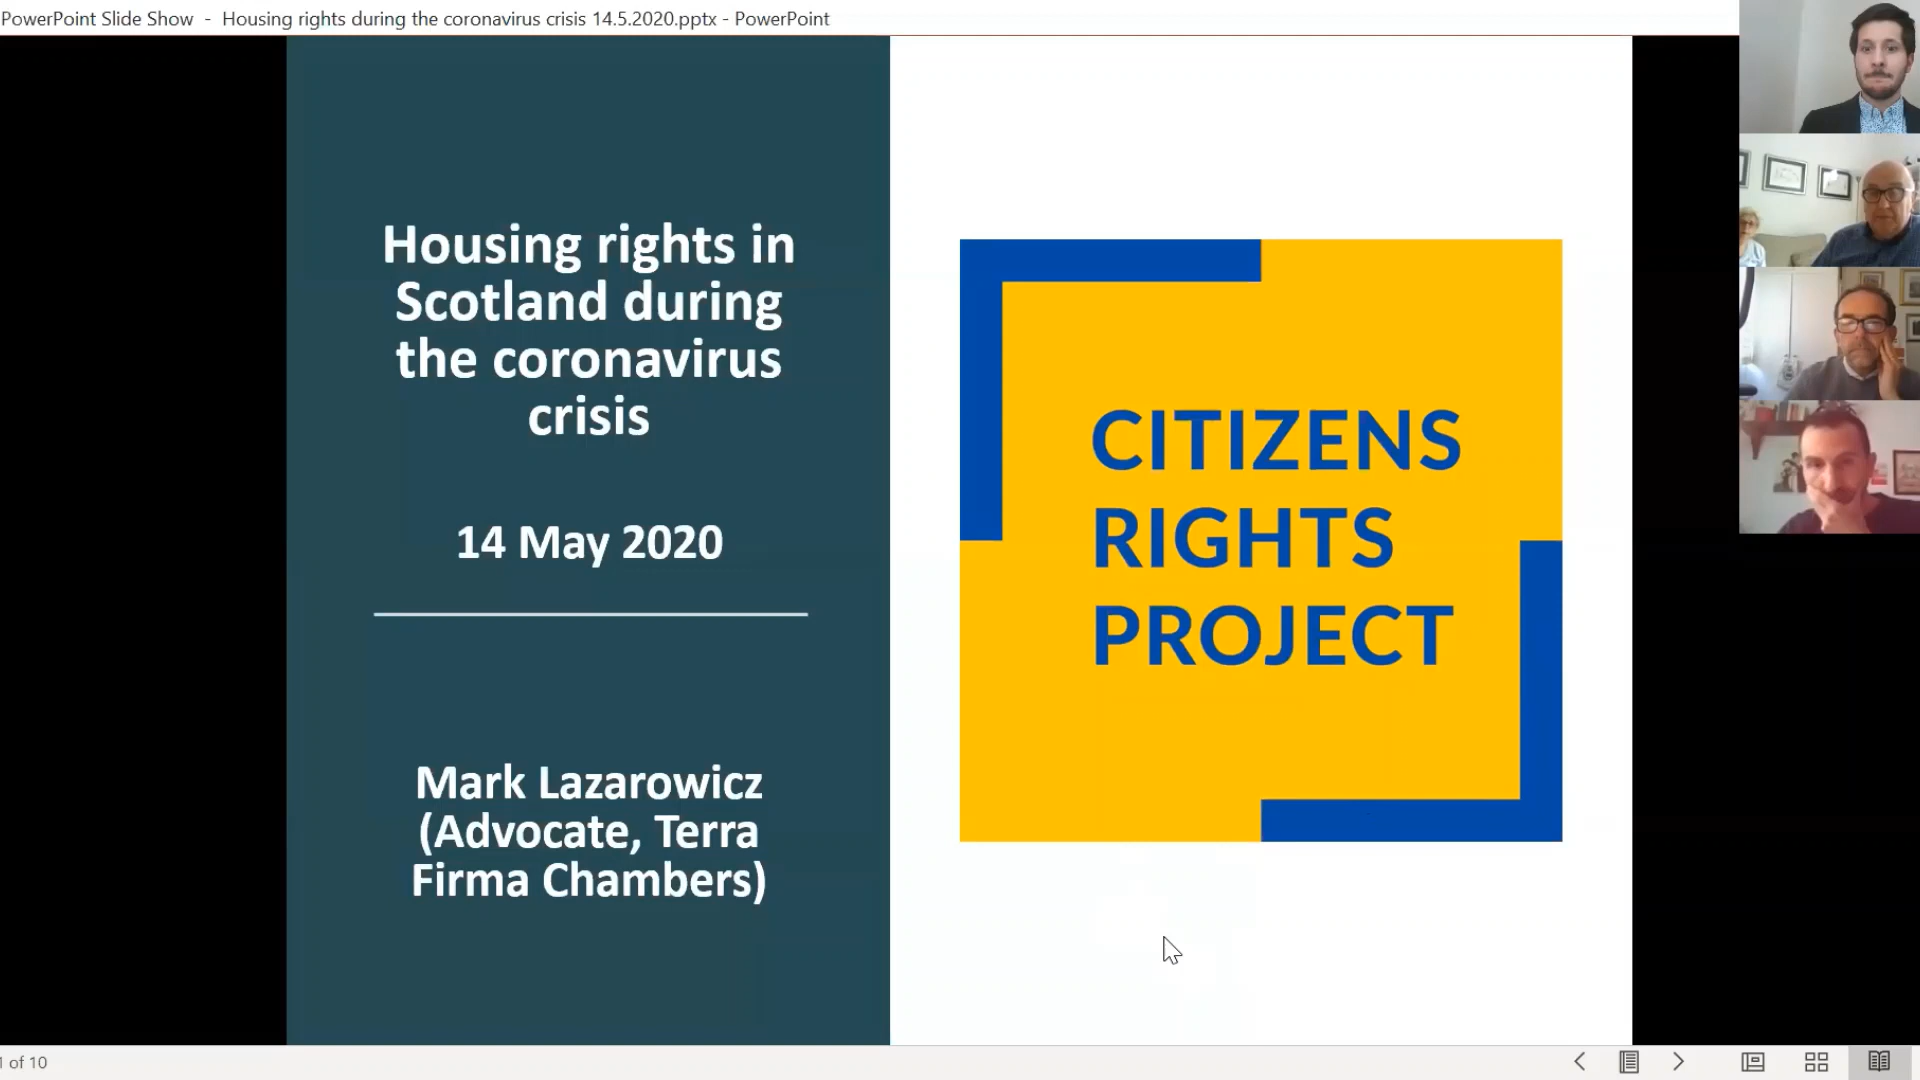 PowerPoint Slide Show - Housing rights during the coronavirus crisis 14.5.2020.pptx - PowerPoint
Housing rights in
Scotland during
the coronavirus
crisis
14 May 2020
Mark Lazarowicz
(Advocate, Terra
Firma Chambers)
CITIZENS
RIGHTS
PROJECT
1 of 10